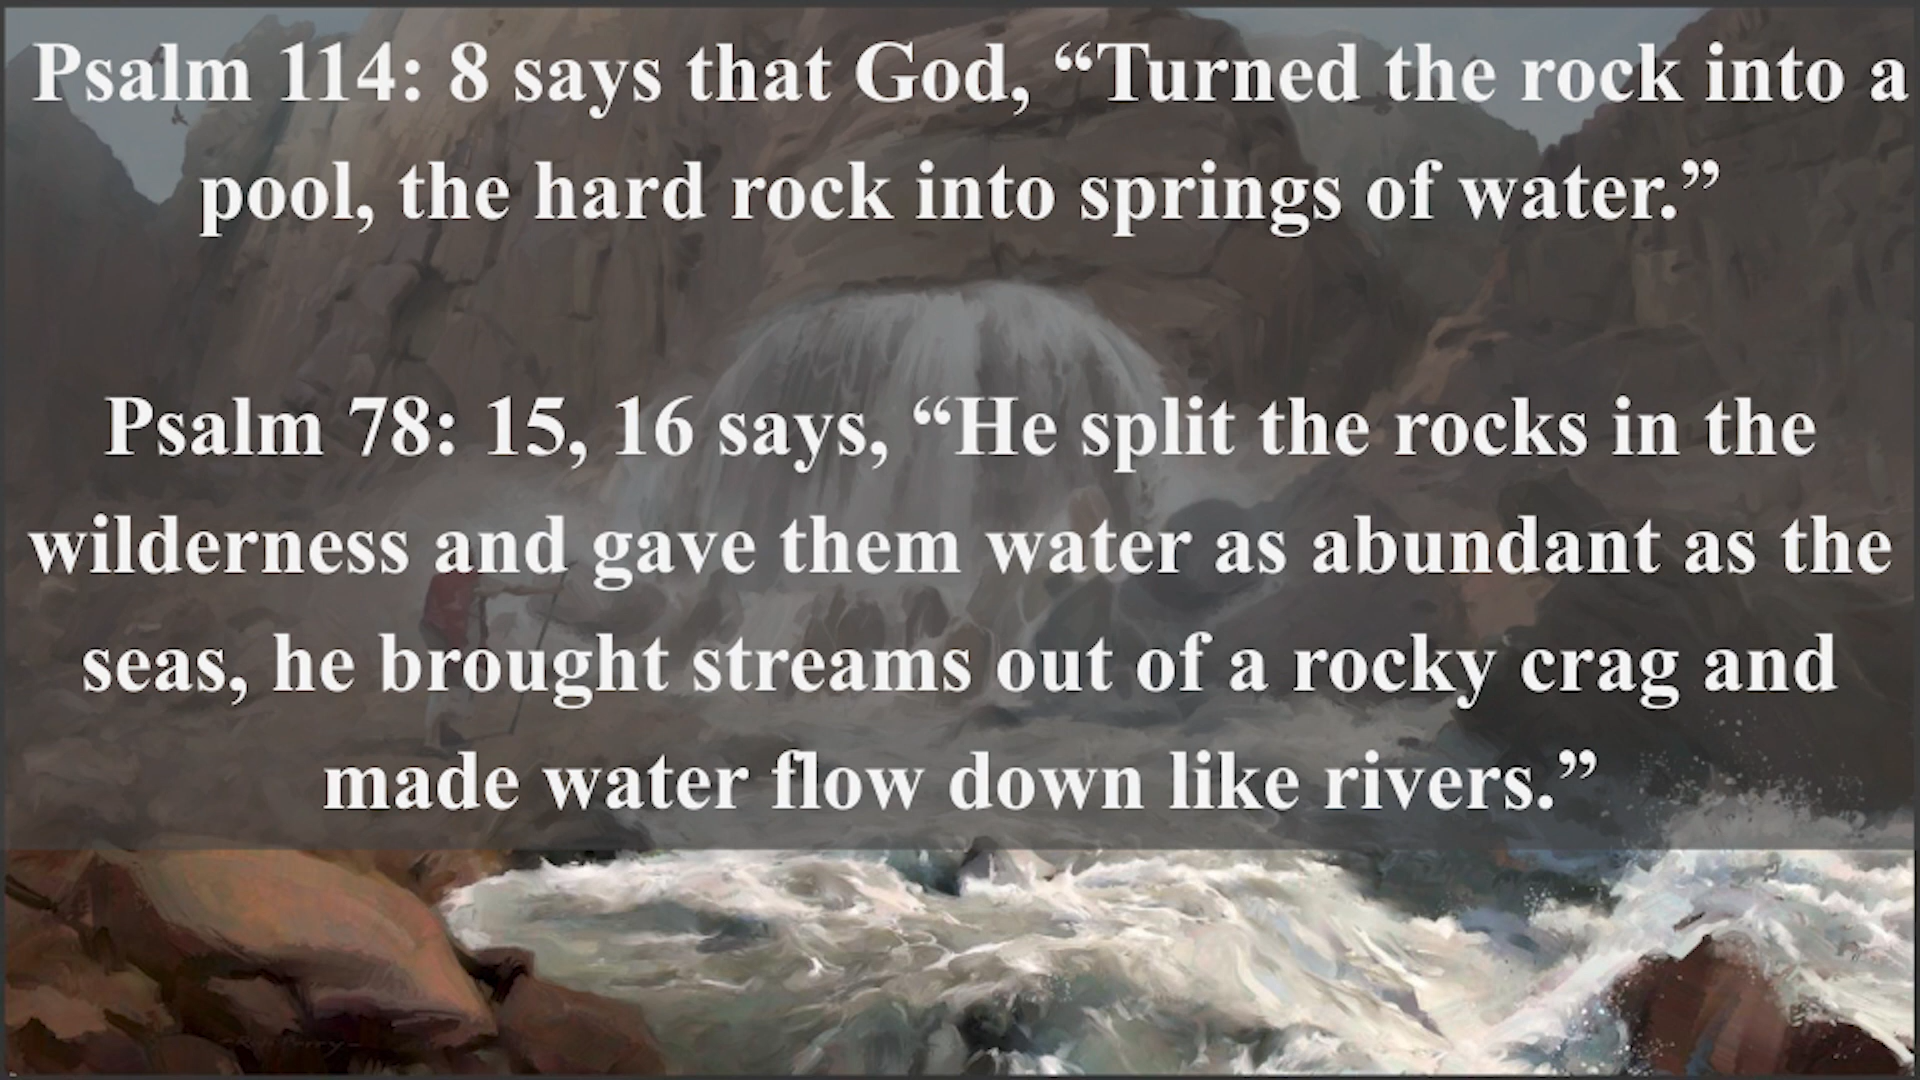 Psalm 114: 8 says that God, “Turned the rock into a
pool, the hard rock into springs of water.”
Psalm 78: 15, 16 says, “He split the rocks in the
wilderness and gave them water as abundant as the
seas, he brought streams out of a rocky crag and
made water flow down like rivers.”